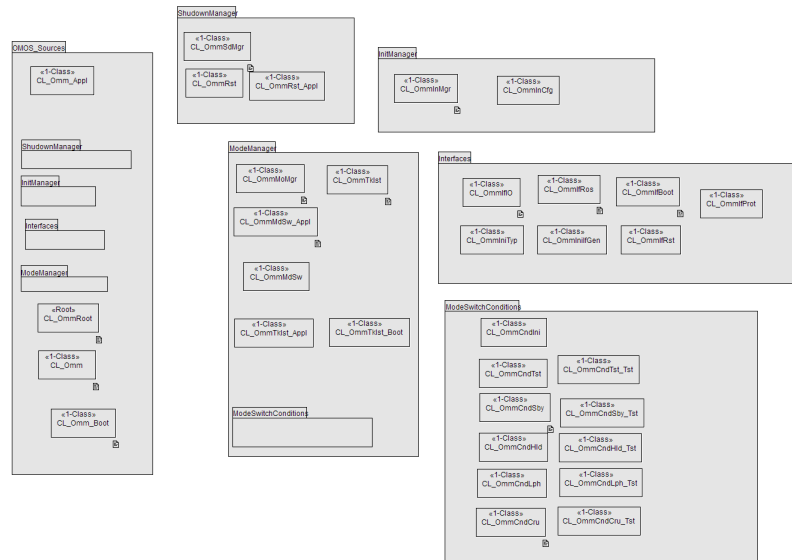 OMOS_Sources
«1-Class»
CL_Omm_Appl
ShudownManager
InitManager
Interfaces
ModeManager
«Root»
CL_OmmRoot
«1-Class»
CL_Omm
«1-Class»
CL_Omm_Boot
ShudownManager
«1-Class»
CL_OmmSdMgr
«1-Class»
CL_OmmRst
«1-Class»
CL_OmmRst_Appl
InitManager
«1-Class»
CL_OmmInMgr
«1-Class»
CL_OmmInCfg
ModeManager
«1-Class»
CL_OmmMoMgr
«1-Class»
CL_OmmTklst
«1-Class»
CL_OmmMdSw_Appl
«1-Class»
CL_OmmMdSw
«1-Class»
CL_OmmTklst_Appl
«1-Class»
CL_OmmTklst_Boot
ModeSwitchConditions
Interfaces
«1-Class»
CL_OmmIfIO
«1-Class»
CL_OmmIfRos
«1-Class»
CL_OmmIfBoot
«1-Class»
CL_OmmIfProt
«1-Class»
CL_OmmIniTyp
«1-Class»
CL_OmmIniIfGen
«1-Class»
CL_OmmIfRst
ModeSwitchConditions
«1-Class»
CL_OmmCndIni
«1-Class»
CL_OmmCndTst
«1-Class»
CL_OmmCndTst_Tst
«1-Class»
CL_OmmCndSby
«1-Class»
CL_OmmCndSby_Tst
«1-Class»
CL_OmmCndHld
«1-Class»
CL_OmmCndHld_Tst
«1-Class»
CL_OmmCndLph
«1-Class»
CL_OmmCndLph_Tst
«1-Class»
CL_OmmCndCru
«1-Class»
CL_OmmCndCru_Tst